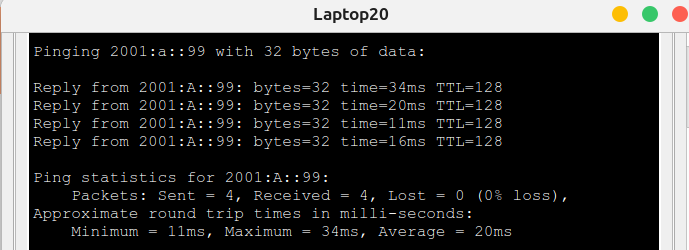 Laptop20
Pinging 2001:a::99 with 32 bytes of data:
Reply from 2001:A::99: bytes=32 time=34ms TTL=128
Reply from 2001:A::99: bytes=32 time=20ms TTL=128
Reply from 2001:A::99: bytes=32 time=11ms TTL=128
Reply from 2001:A::99: bytes=32 time=16ms TTL=128
Ping statistics for 2001:A::99:
Packets: Sent = 4, Received = 4, Lost = 0 (0% loss),
Approximate round trip times in milli-seconds:
Minimum = 11ms, Maximum = 34ms, Average = 20ms